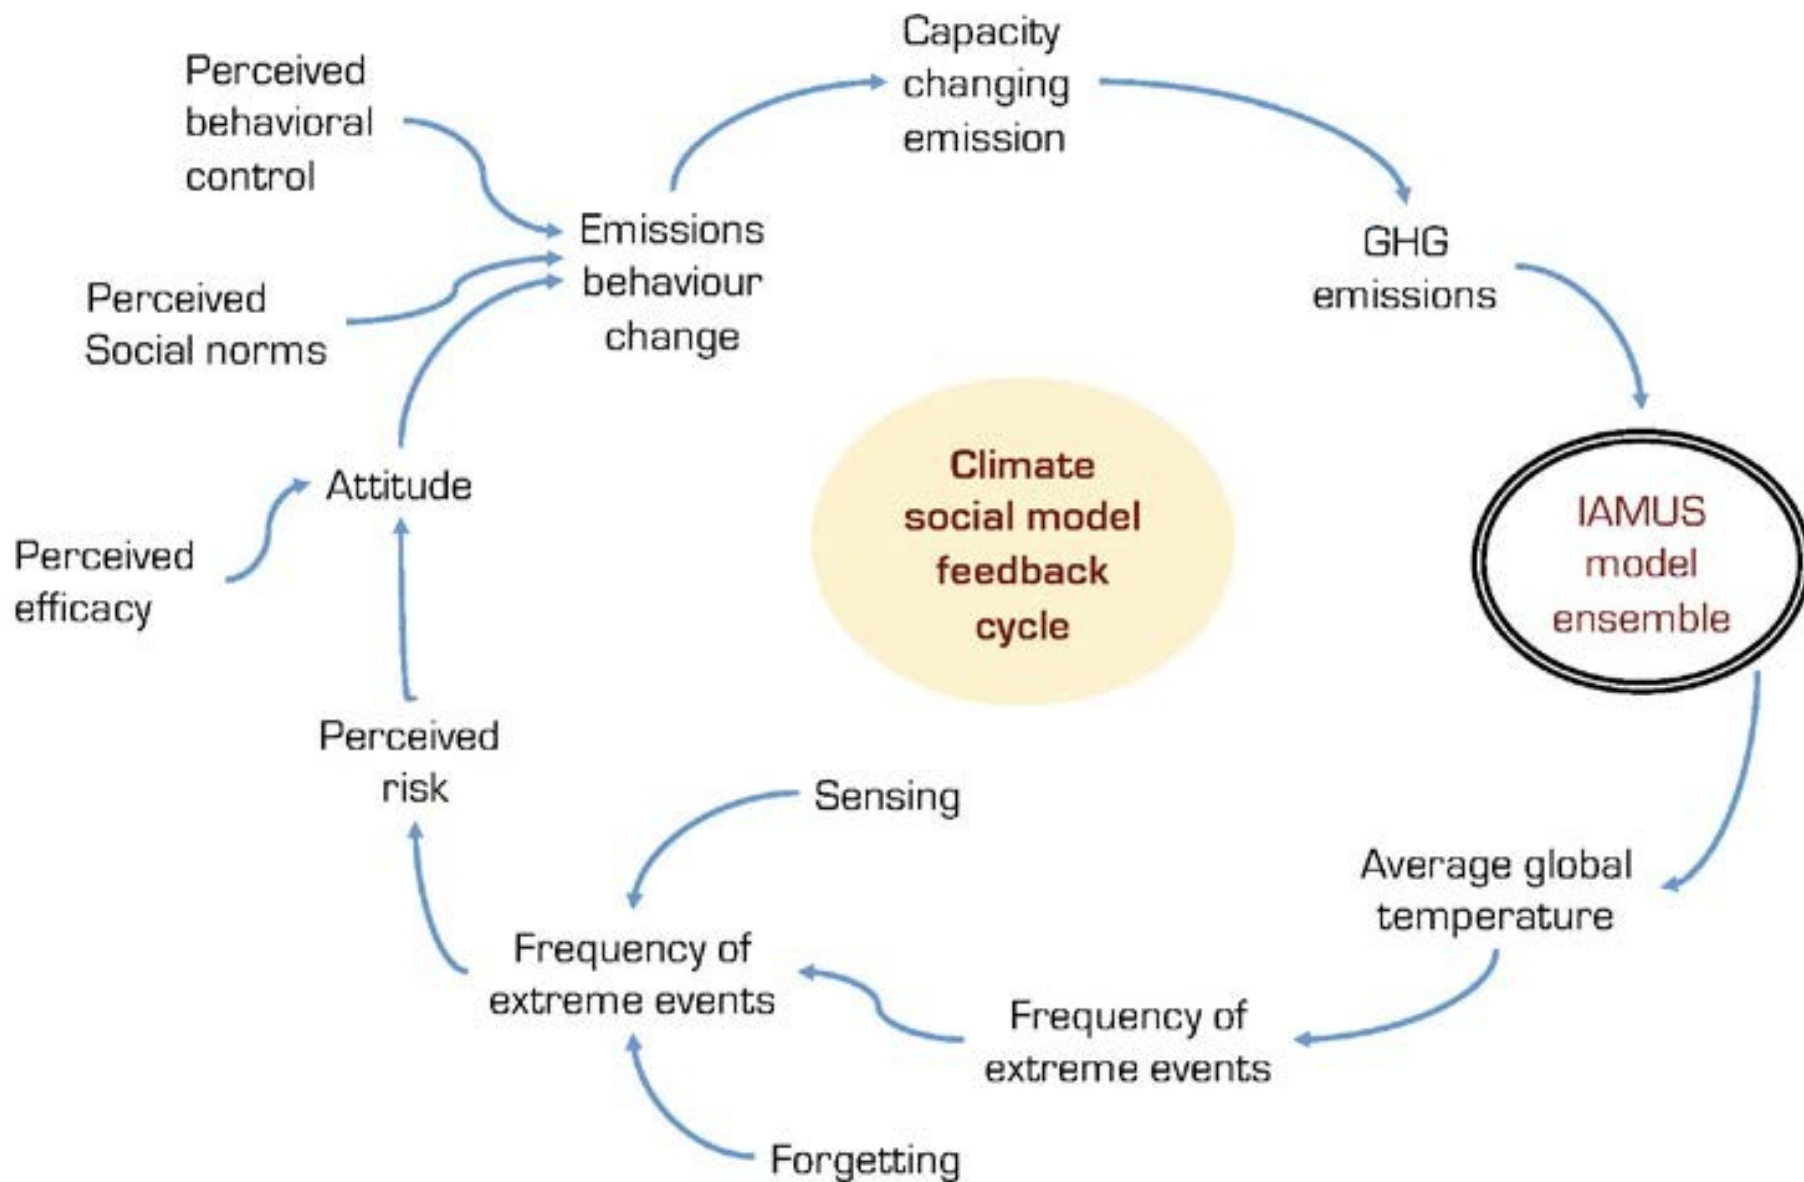 Capacity
changing
emission
Perceived
behavioral
control
Emissions
behaviour
change
GHG
emissions
Perceived
Social norms
Climate
social model
feedback
cycle
Attitude
IAMUS
model
ensemble
Perceived
efficacy
Perceived
risk
Sensing
Average global
temperature
Frequency of
extreme events
Frequency of
extreme events
Forgetting